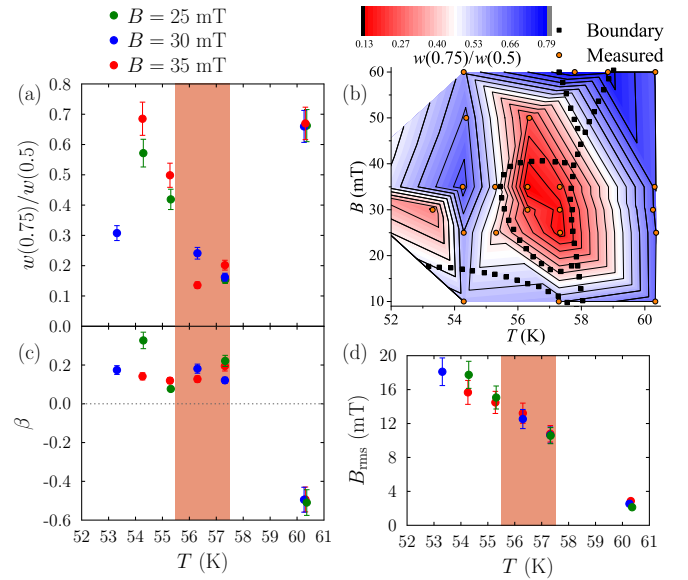 B = 25 mT
B = 30 mT
B = 35 mT
(a)
0.8
0.7
0.6
0.5
0.4
0.3
0.2
0.1
0.0
w(0.75)/w(0.5)
(c)
0.2
0.0
-0.2
-0.4
-0.6
β
52 53 54 55 56 57 58 59 60 61
T (K)
0.13 0.27 0.40 0.53 0.66 0.79
w(0.75)/w(0.5)
Boundary
Measured
(b)
60
50
40
30
20
10
B (mT)
52 54 56 58 60
T (K)
(d)
20
16
12
8
4
0
Brms (mT)
52 53 54 55 56 57 58 59 60 61
T (K)